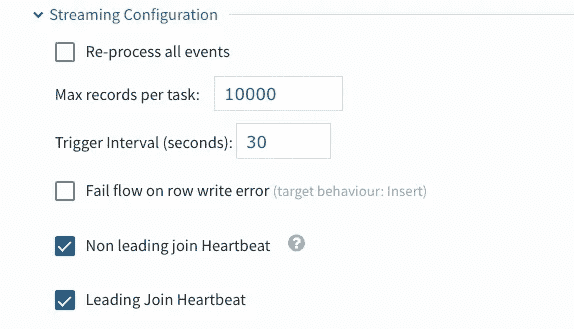 Streaming Configuration
Re-process all events
Max records per task: 10000
Trigger Interval (seconds): 30
Fail flow on row write error (target behaviour: Insert)
Non leading join Heartbeat ?
Leading Join Heartbeat